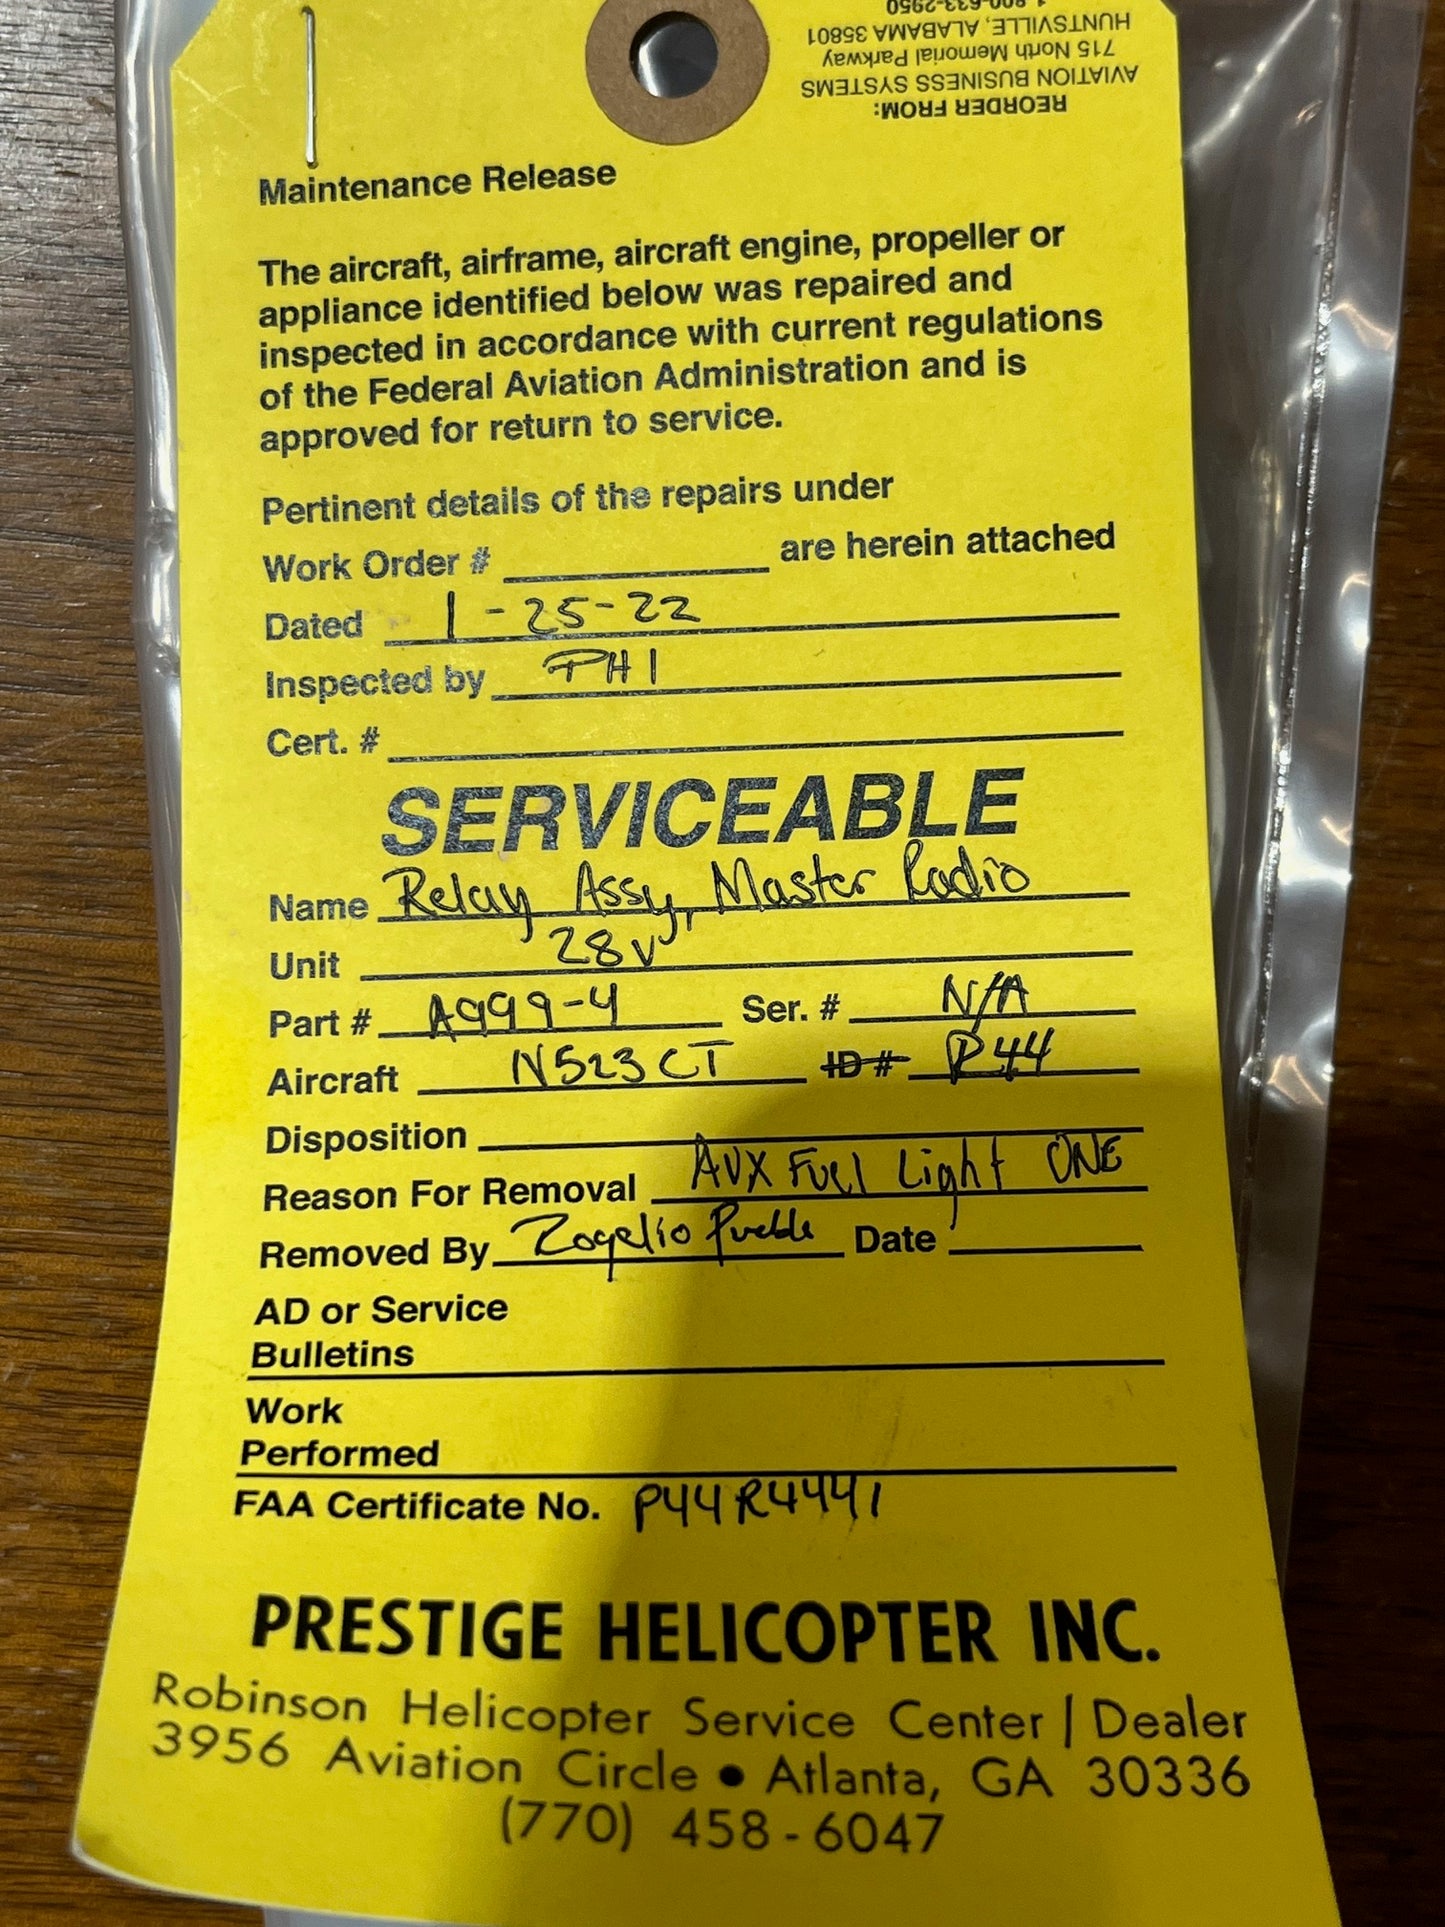 1-800-633-2950
HUNTSVILLE, ALABAMA 35801
715 North Memorial Parkway
AVIATION BUSINESS SYSTEMS
REORDER FROM:
Maintenance Release
The aircraft, airframe, aircraft engine, propeller or
appliance identified below was repaired and
inspected in accordance with current regulations
of the Federal Aviation Administration and is
approved for return to service.
Pertinent details of the repairs under
Work Order # are herein attached
Dated 1-25-22
Inspected by PHI
Cert. #
SERVICEABLE
Name Relay Assy, Master Radio
Unit 28v
Part # A999-4 Ser. # N/A
Aircraft N523CT ID# R44
Disposition
Reason For Removal AUX Fuel Light ONE
Removed By Rogelio Date
AD or Service
Bulletins
Work
Performed
FAA Certificate No. P44R4441
PRESTIGE HELICOPTER INC.
Robinson Helicopter Service Center / Dealer
3956 Aviation Circle • Atlanta, GA 30336
(770) 458-6047